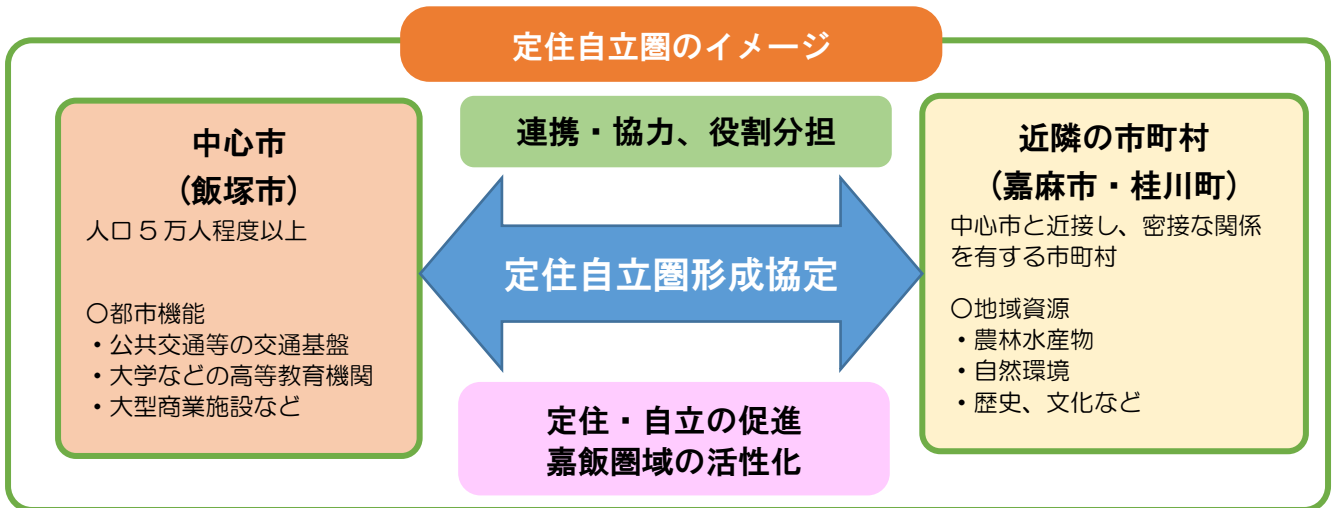 定住自立圏のイメージ
中心市
（飯塚市）
人口５万人程度以上
〇都市機能
・公共交通等の交通基盤
・大学などの高等教育機関
・大型商業施設など
連携・協力、役割分担
定住自立圏形成協定
定住・自立の促進
嘉飯圏域の活性化
近隣の市町村
（嘉麻市・桂川町）
中心市と近接し、密接な関係
を有する市町村
〇地域資源
・農林水産物
・自然環境
・歴史、文化など